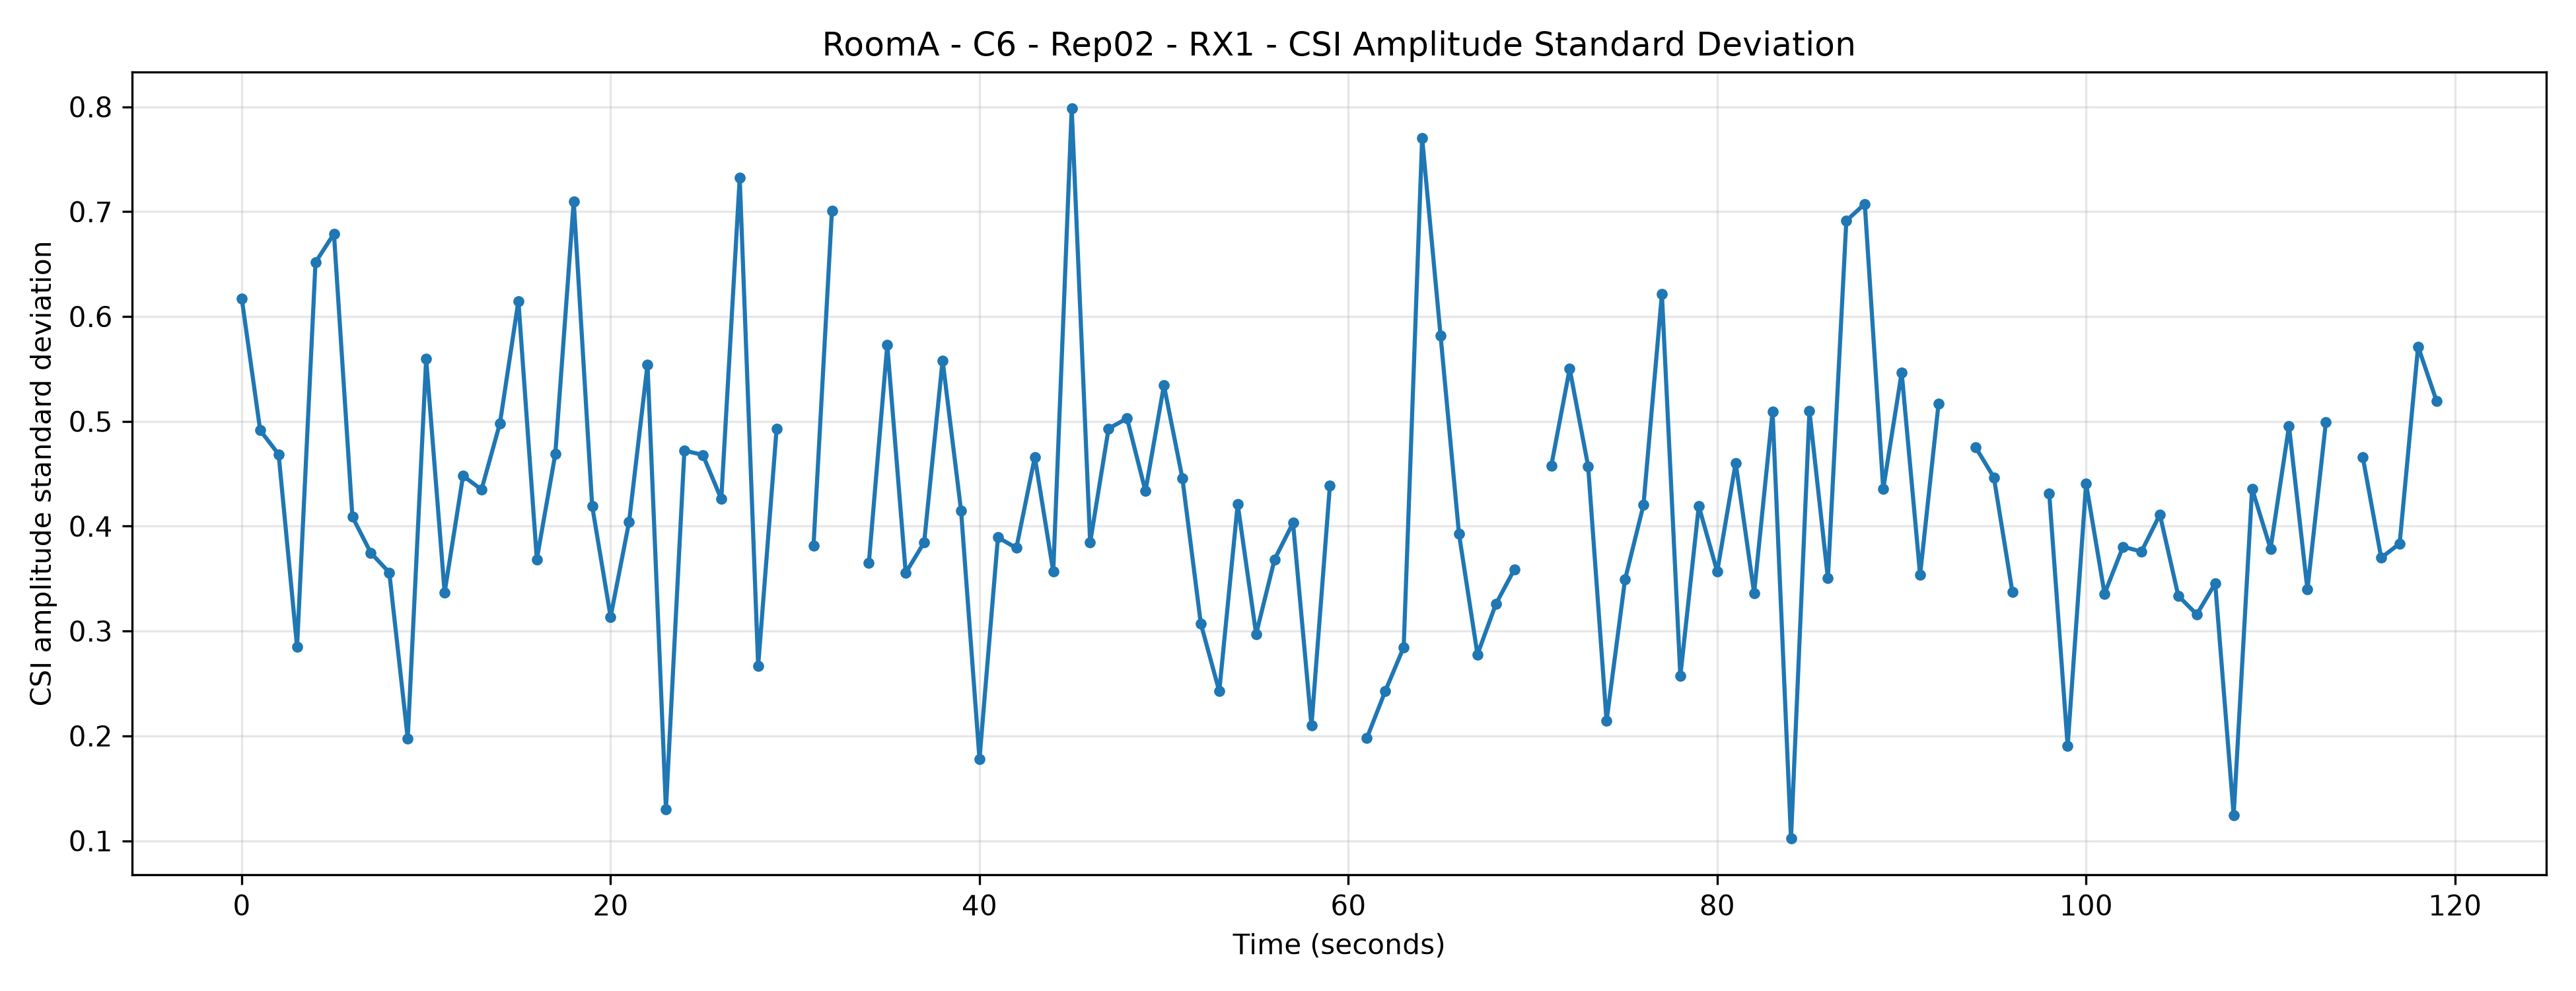 RoomA - C6 - Rep02 - RX1 - CSI Amplitude Standard Deviation
CSI amplitude standard deviation
0.8
0.7
0.6
0.5
0.4
0.3
0.2
0.1
0 20 40 60 80 100 120
Time (seconds)